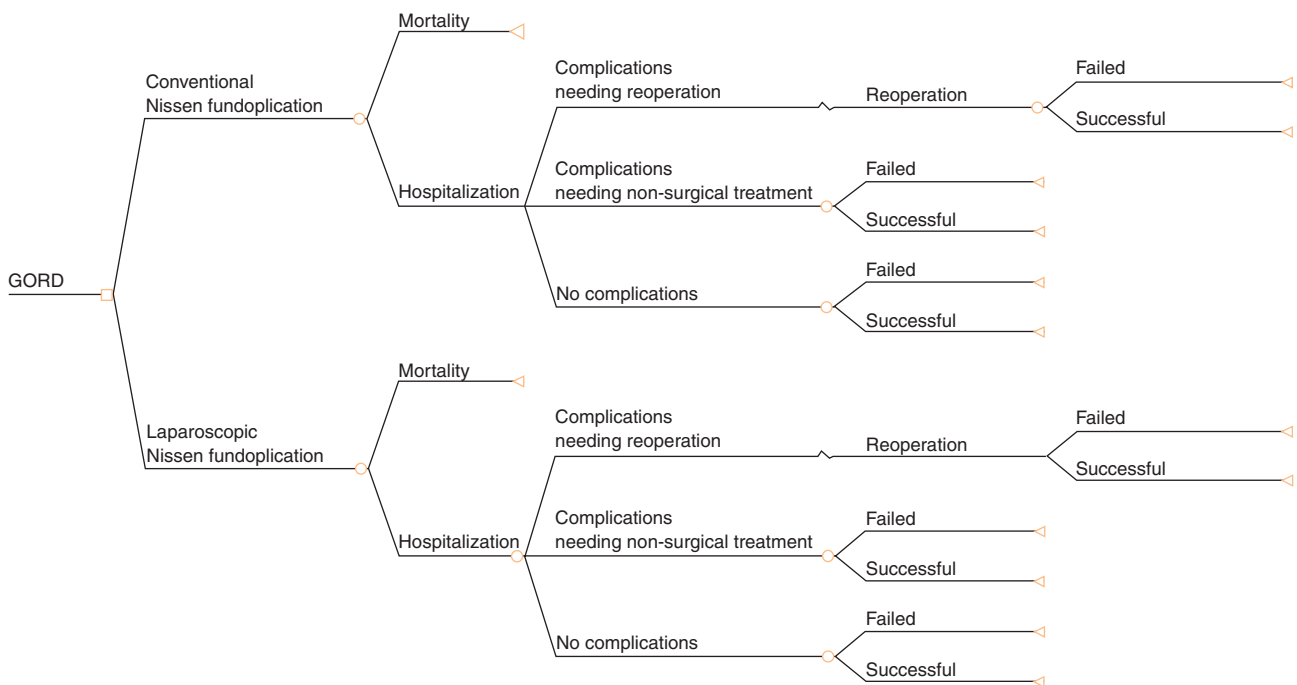 GORD
Conventional
Nissen fundoplication
Mortality
Hospitalization
Complications
needing reoperation
Reoperation
Failed
Successful
Complications
needing non-surgical treatment
Failed
Successful
No complications
Failed
Successful
Laparoscopic
Nissen fundoplication
Mortality
Hospitalization
Complications
needing reoperation
Reoperation
Failed
Successful
Complications
needing non-surgical treatment
Failed
Successful
No complications
Failed
Successful